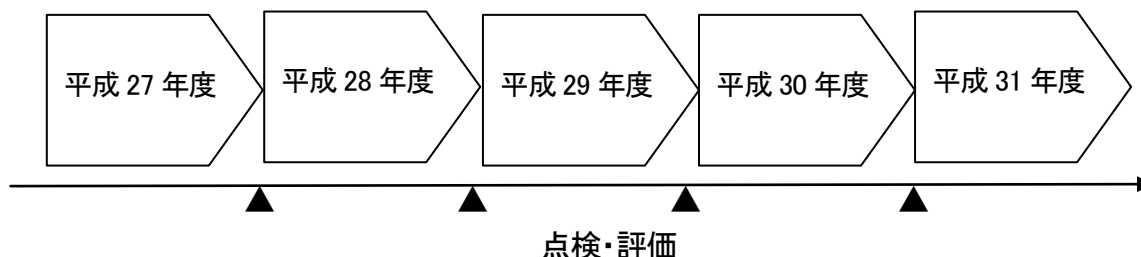 平成 27 年度
平成 28 年度
平成 29 年度
平成 30 年度
平成 31 年度
点検・評価